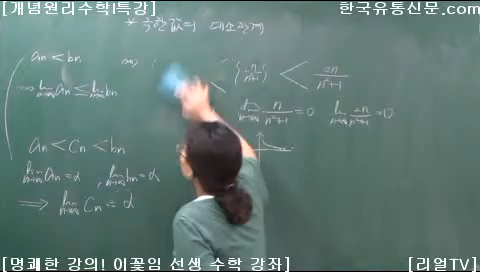 [개념원리수학I특강]
한국유통신문.com
* 극한값의 대소관계
an < bn
{n/(n²+1)} < 2n/(n²+1)
⇒ lim n→∞ an ≤ lim n→∞ bn
lim n→∞ n/(n²+1) = 0   lim n→∞ 2n/(n²+1) = 0
an < cn < bn
lim n→∞ an = α , lim n→∞ bn = α
⇒ lim n→∞ cn = α
[명쾌한 강의! 이꽃임 선생 수학 강좌]
[리얼TV]